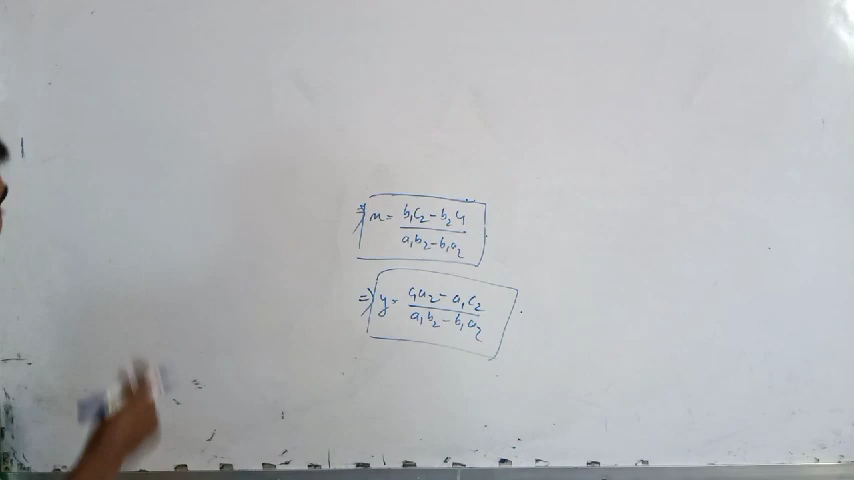 ⇒ x = b₁c₂ - b₂c₁ / a₁b₂ - b₁a₂
⇒ y = c₁a₂ - a₁c₂ / a₁b₂ - b₁a₂